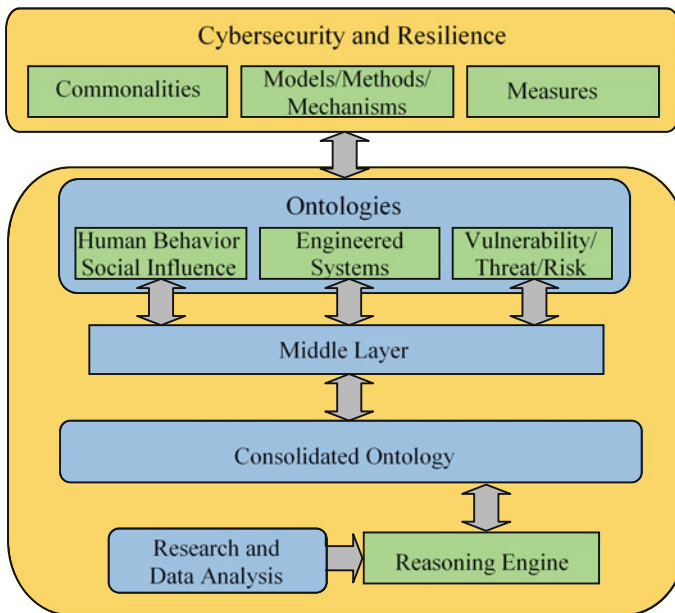 Cybersecurity and Resilience
Commonalities
Models/Methods/
Mechanisms
Measures
Ontologies
Human Behavior
Social Influence
Engineered
Systems
Vulnerability/
Threat/Risk
Middle Layer
Consolidated Ontology
Research and
Data Analysis
Reasoning Engine